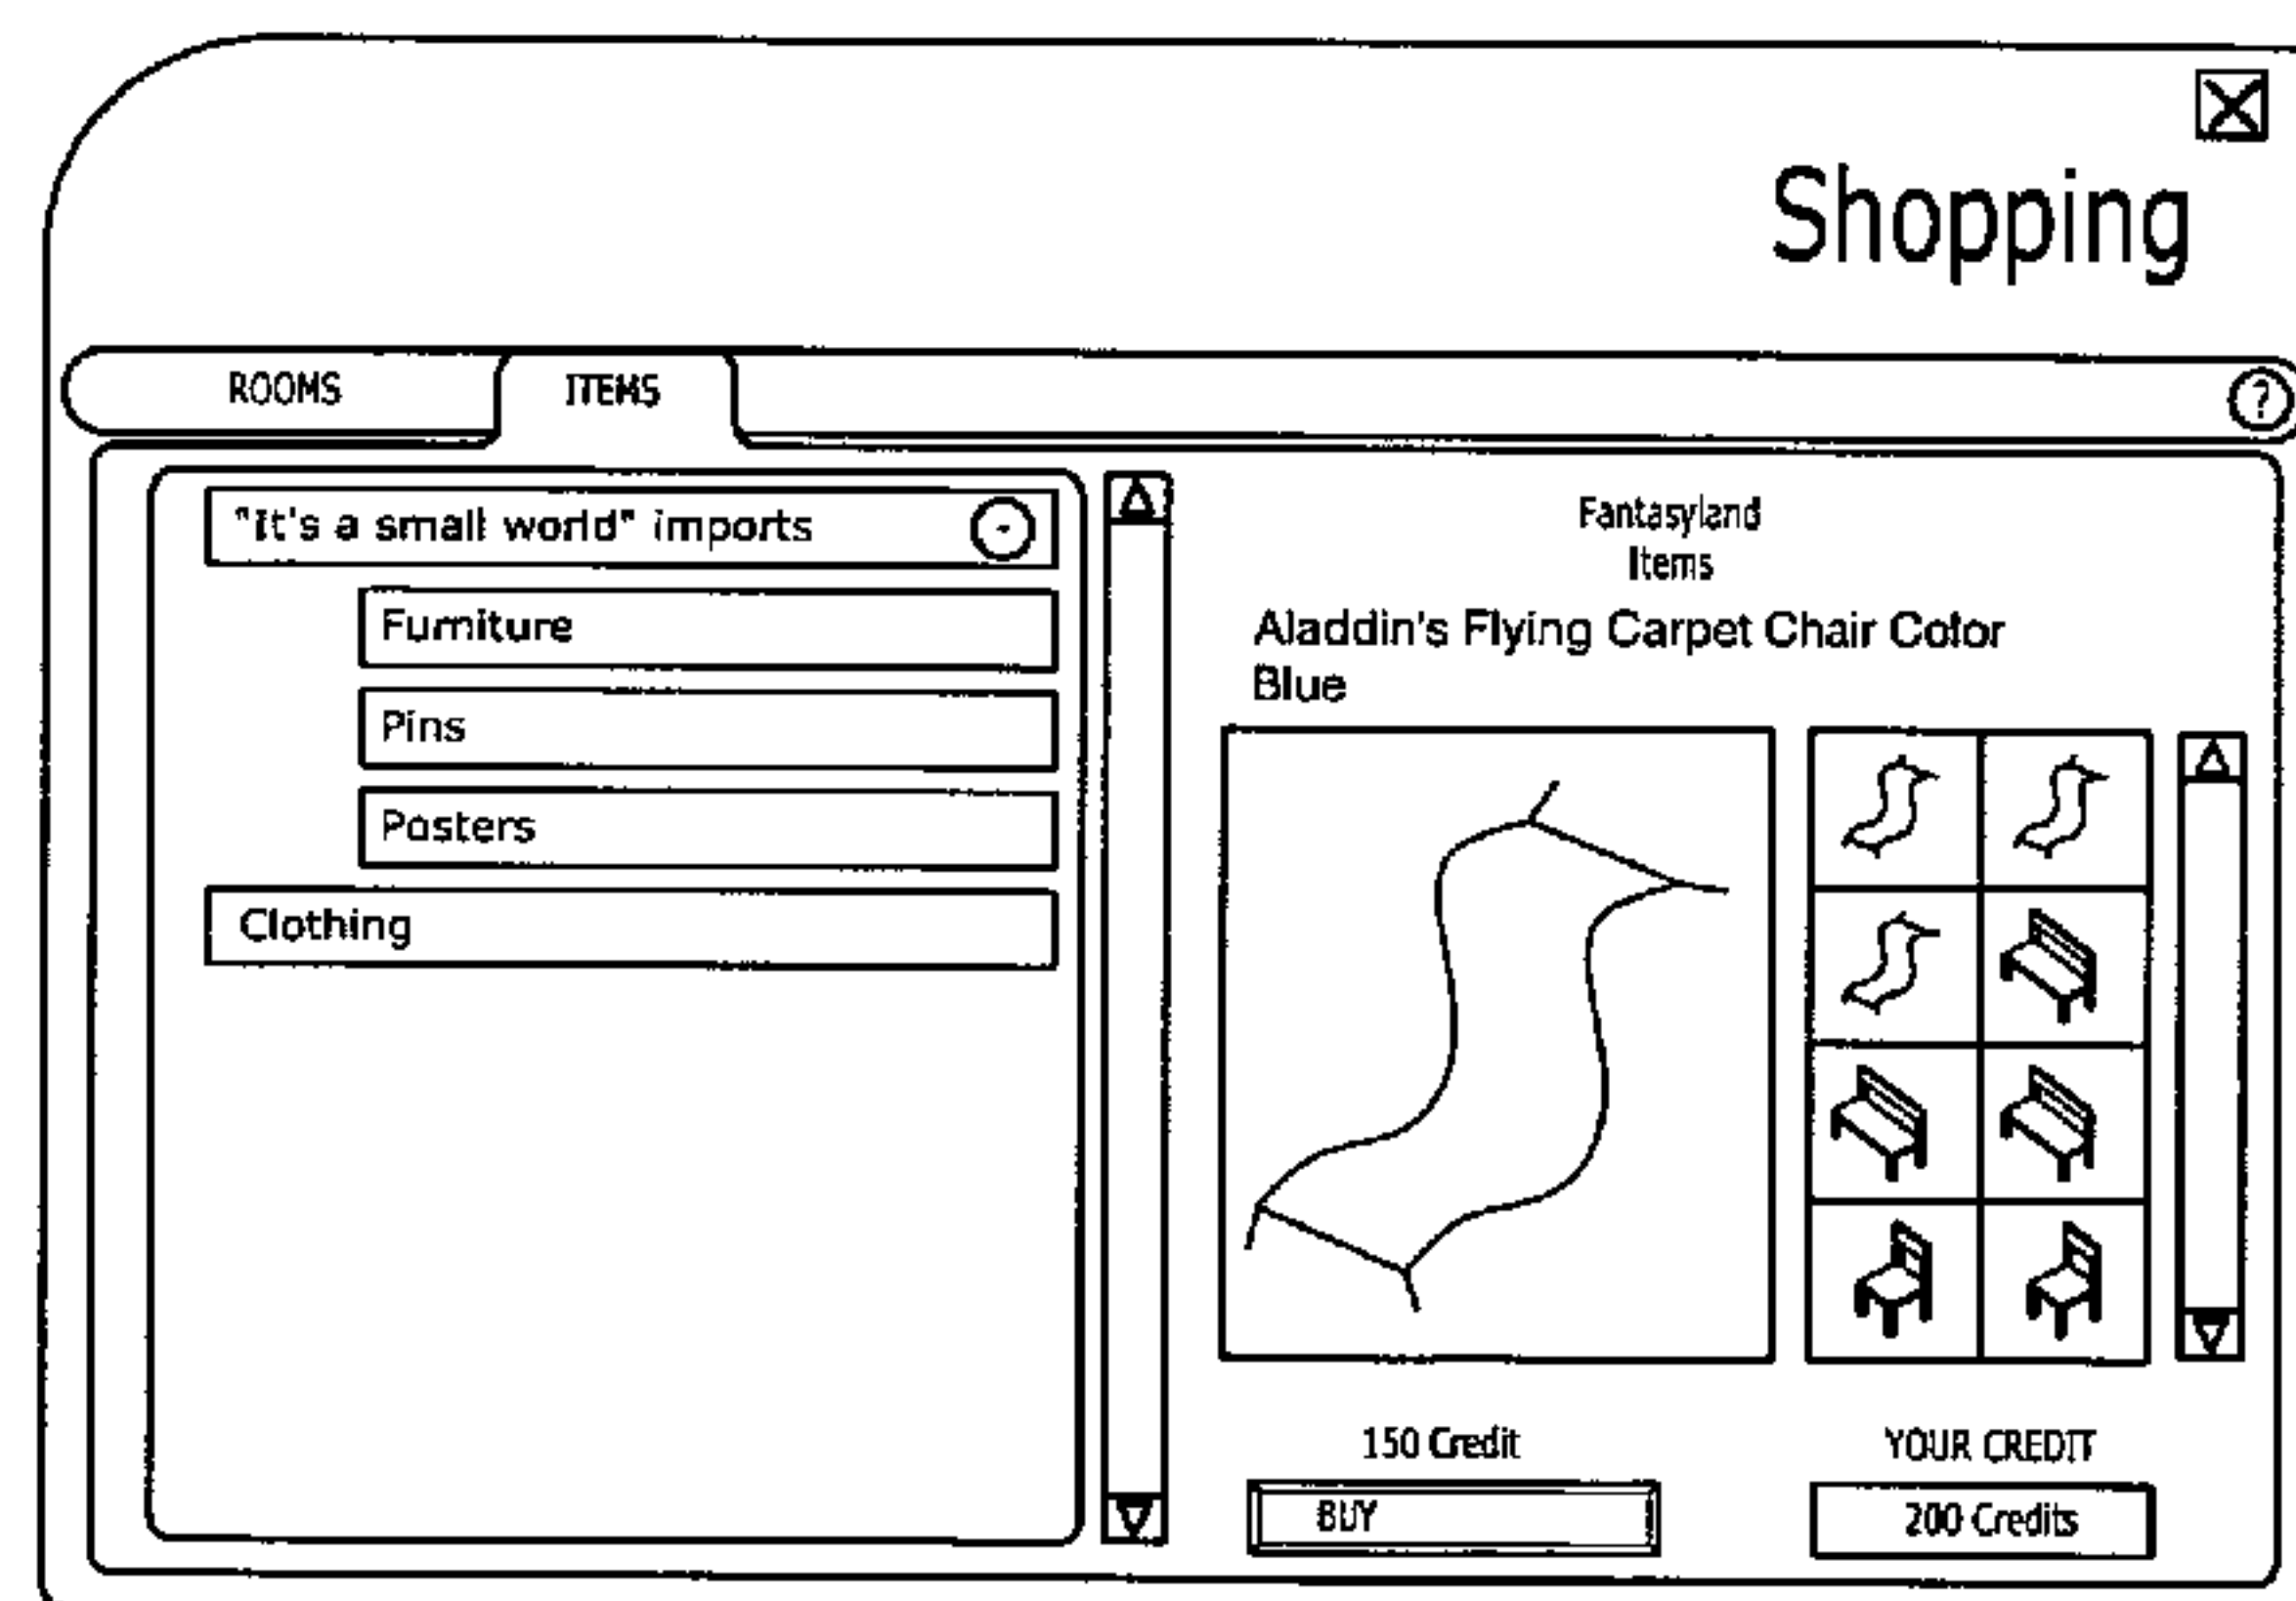 Shopping
ROOMS
ITEMS
?
"It's a small world" imports
Furniture
Pins
Posters
Clothing
Fantasyland
Items
Aladdin's Flying Carpet Chair Color
Blue
150 Credit
BUY
YOUR CREDIT
200 Credits